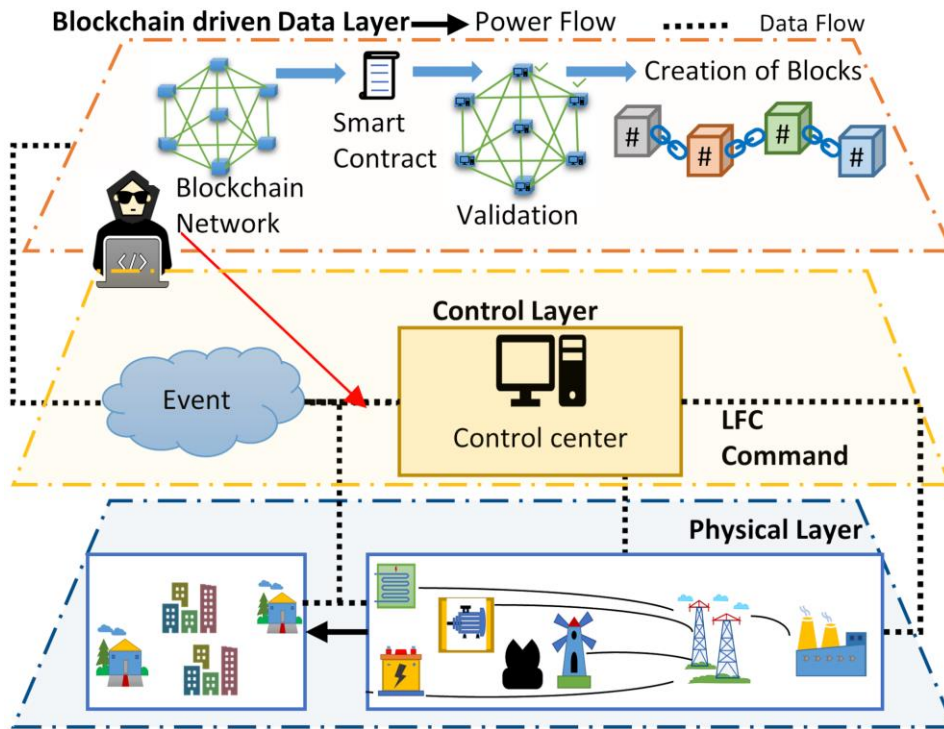 Blockchain driven Data Layer
Power Flow
Data Flow
Smart
Contract
Creation of Blocks
# # # #
Blockchain
Network
Validation
</>
Control Layer
Event
Control center
LFC
Command
Physical Layer